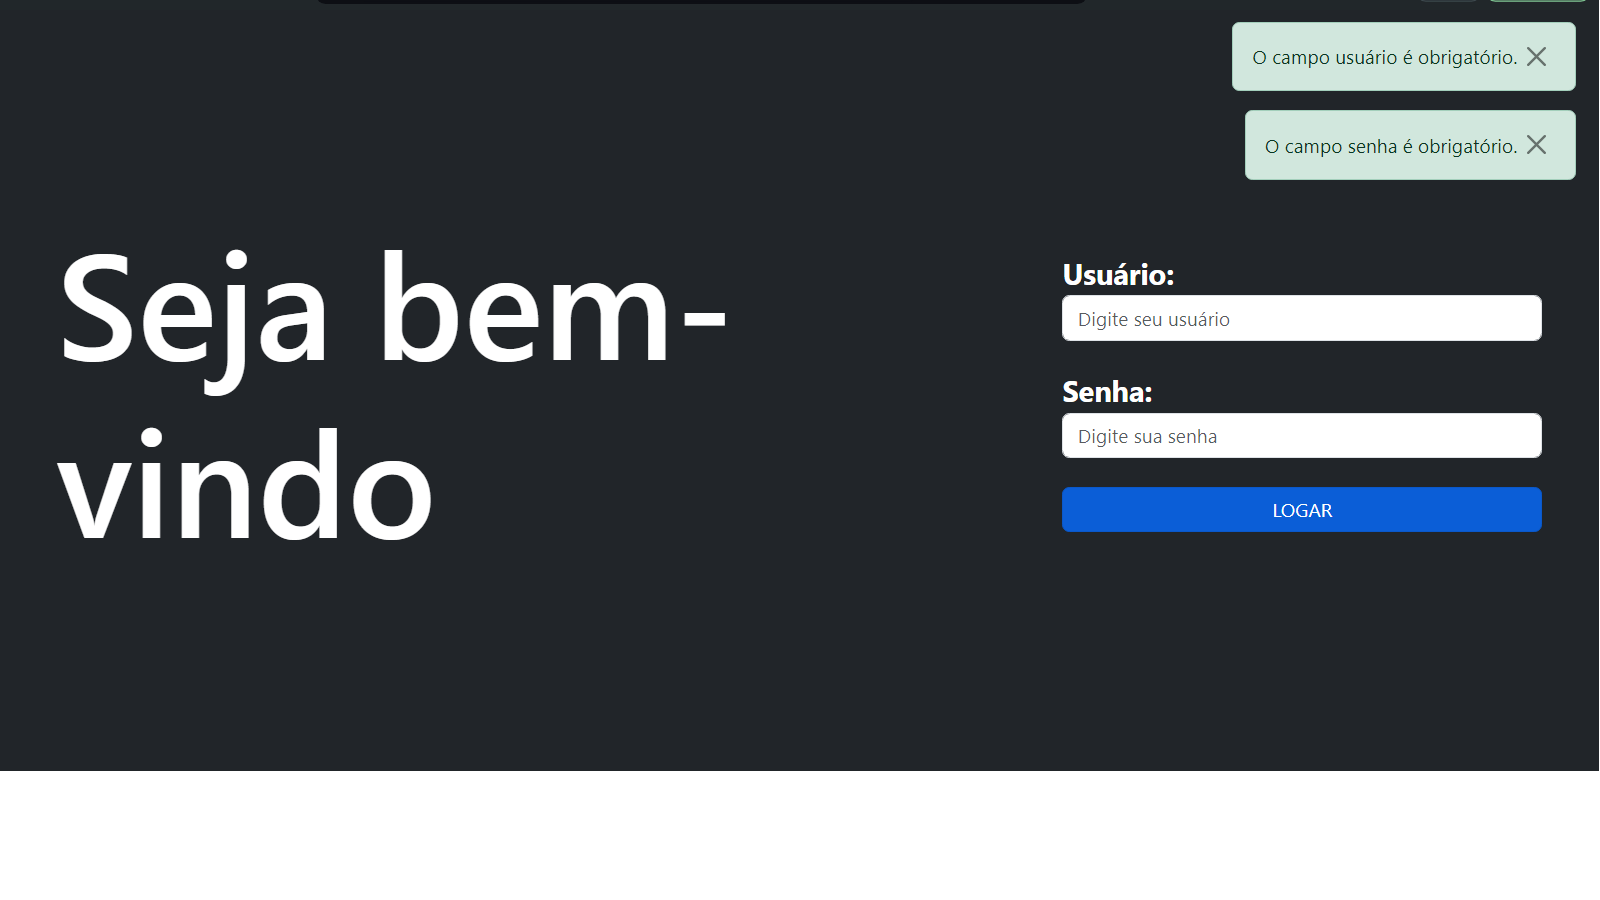 O campo usuário é obrigatório.
O campo senha é obrigatório.
Seja bem-
vindo
Usuário:
Digite seu usuário
Senha:
Digite sua senha
LOGAR